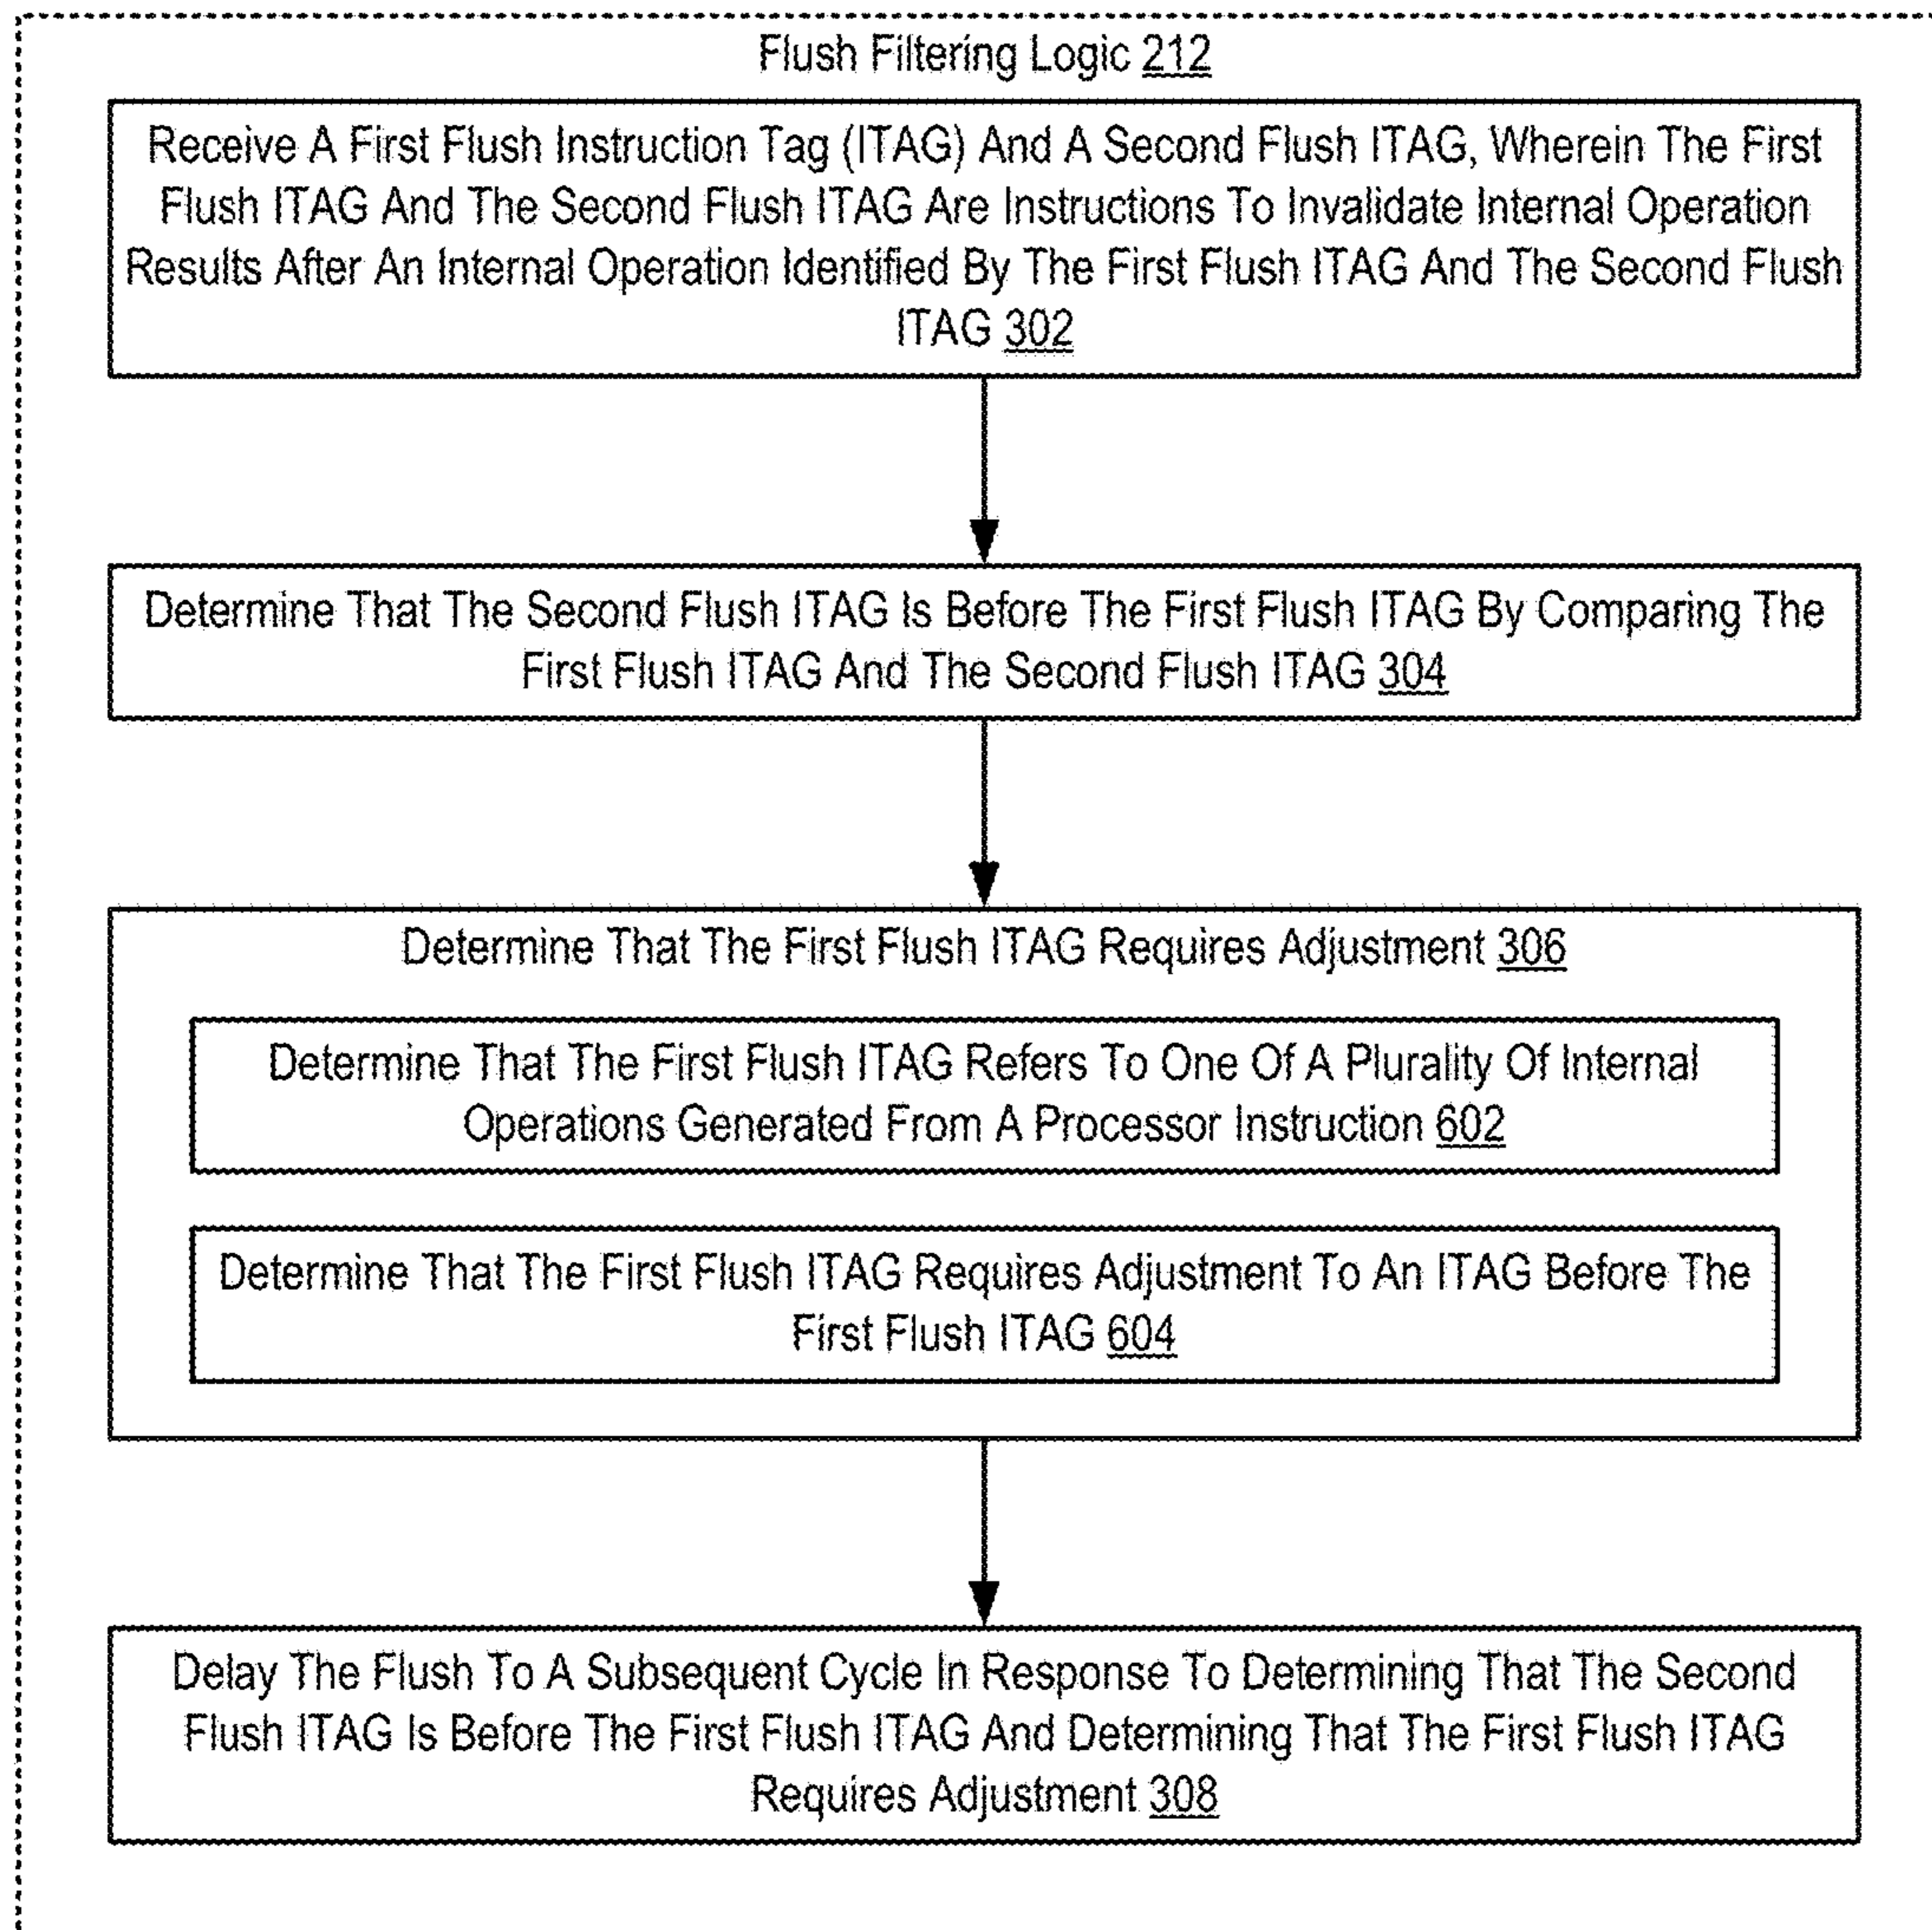 Flush Filtering Logic 212
Receive A First Flush Instruction Tag (ITAG) And A Second Flush ITAG, Wherein The First
Flush ITAG And The Second Flush ITAG Are Instructions To Invalidate Internal Operation
Results After An Internal Operation Identified By The First Flush ITAG And The Second Flush
ITAG 302
Determine That The Second Flush ITAG Is Before The First Flush ITAG By Comparing The
First Flush ITAG And The Second Flush ITAG 304
Determine That The First Flush ITAG Requires Adjustment 306
Determine That The First Flush ITAG Refers To One Of A Plurality Of Internal
Operations Generated From A Processor Instruction 602
Determine That The First Flush ITAG Requires Adjustment To An ITAG Before The
First Flush ITAG 604
Delay The Flush To A Subsequent Cycle In Response To Determining That The Second
Flush ITAG Is Before The First Flush ITAG And Determining That The First Flush ITAG
Requires Adjustment 308